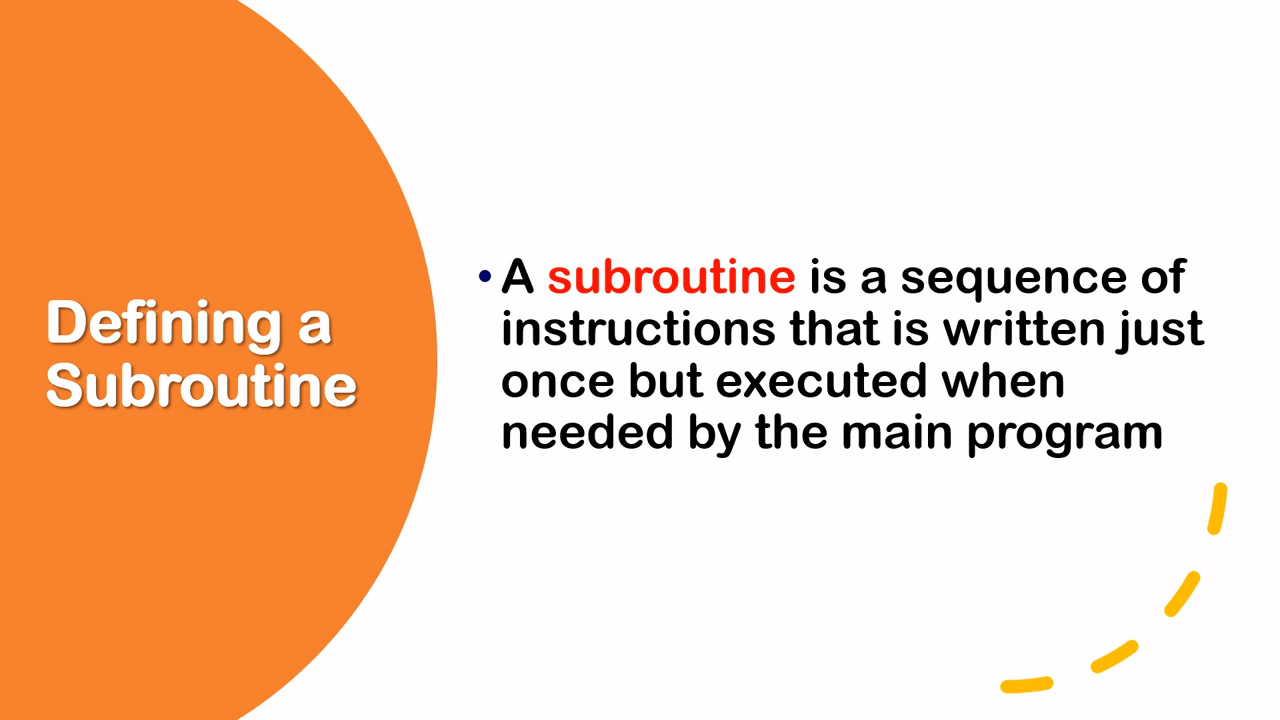 Defining a
Subroutine
• A subroutine is a sequence of
instructions that is written just
once but executed when
needed by the main program